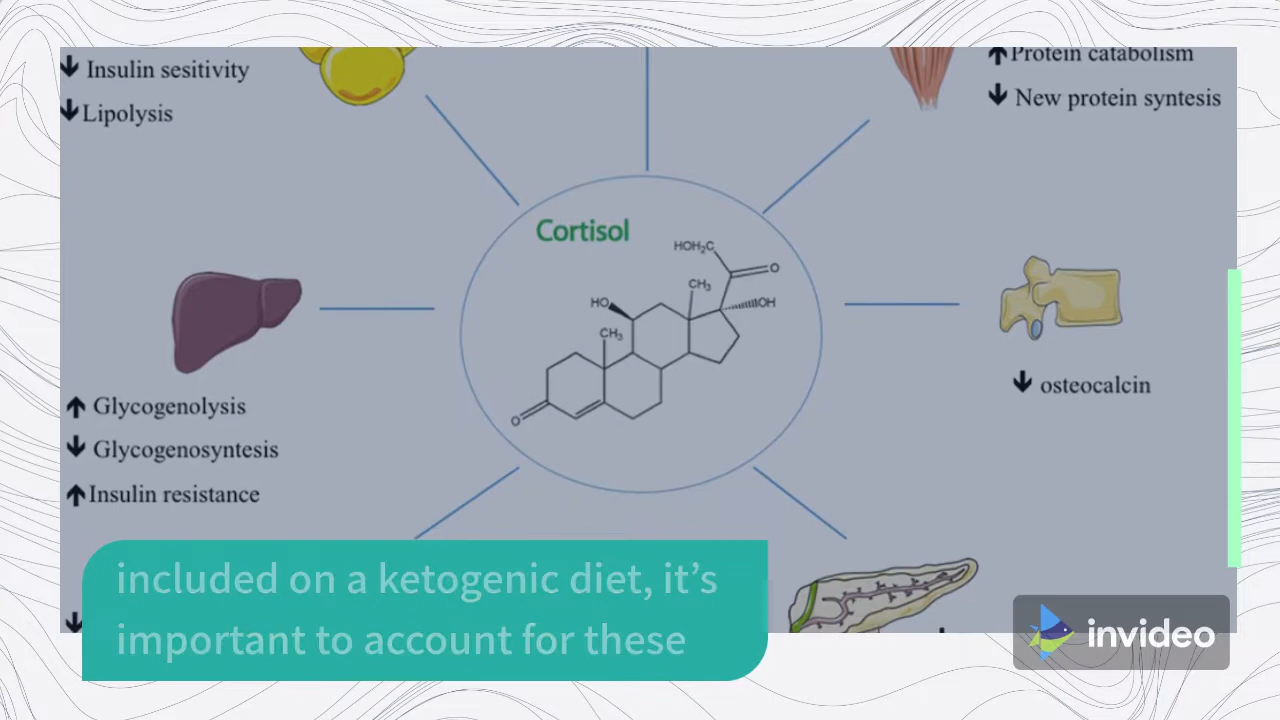 ↓ Insulin sesitivity
↓ Lipolysis
↑ Protein catabolism
↓ New protein syntesis
Cortisol
HOH₂C
O
CH₃
HO
OH
CH₃
O
↓ osteocalcin
↑ Glycogenolysis
↓ Glycogenosyntesis
↑ Insulin resistance
included on a ketogenic diet, it’s
important to account for these
invideo